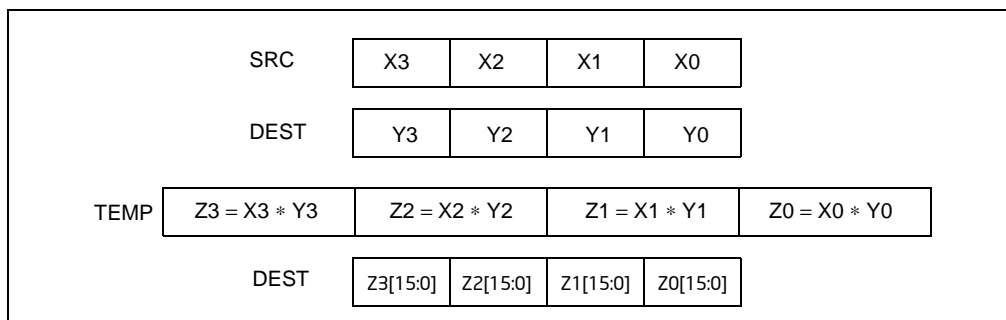 SRC X3 X2 X1 X0
DEST Y3 Y2 Y1 Y0
TEMP Z3 = X3 ∗ Y3 Z2 = X2 ∗ Y2 Z1 = X1 ∗ Y1 Z0 = X0 ∗ Y0
DEST Z3[15:0] Z2[15:0] Z1[15:0] Z0[15:0]